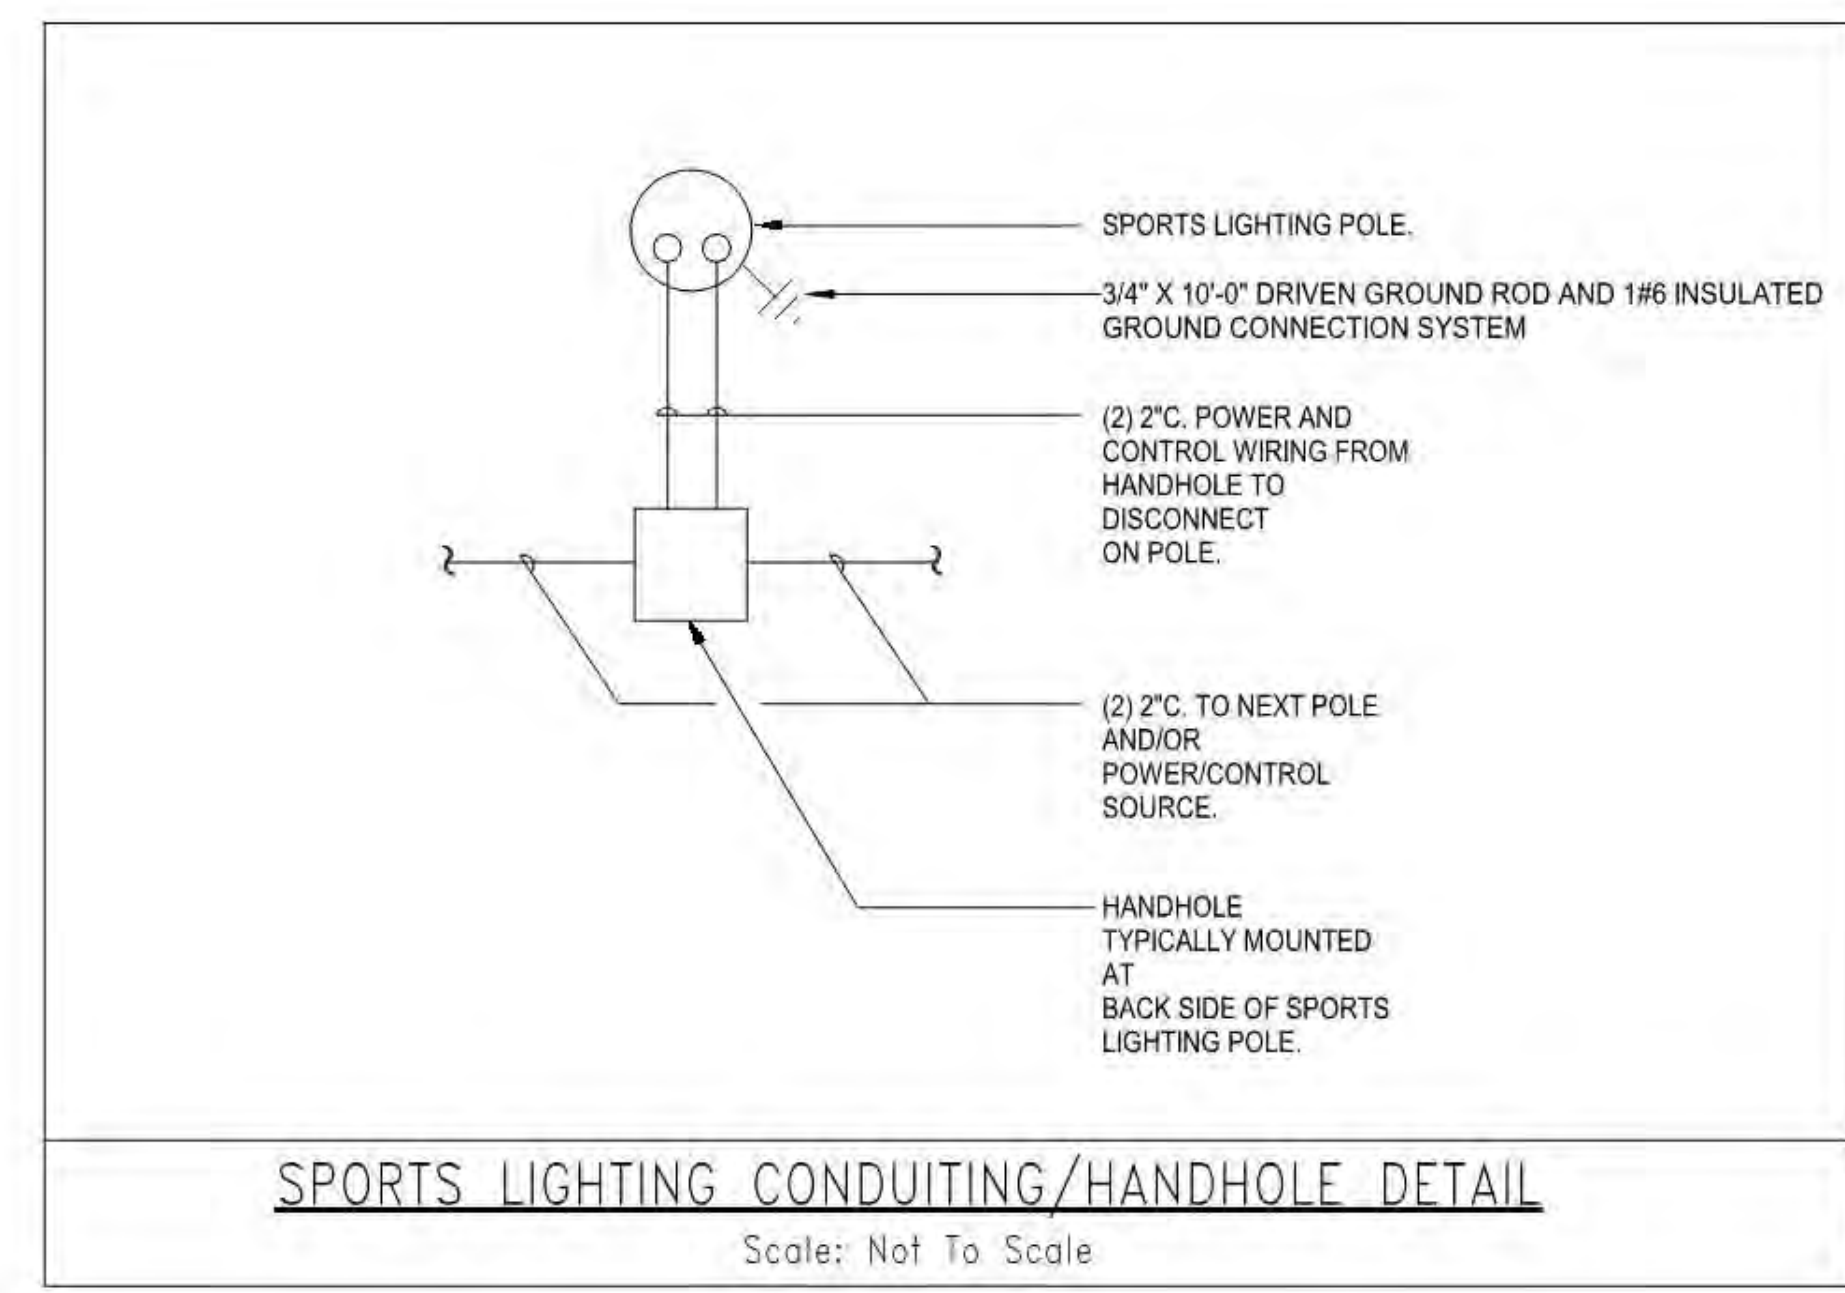 SPORTS LIGHTING POLE.
3/4" X 10'-0" DRIVEN GROUND ROD AND 1#6 INSULATED
GROUND CONNECTION SYSTEM
(2) 2"C. POWER AND
CONTROL WIRING FROM
HANDHOLE TO
DISCONNECT
ON POLE.
(2) 2"C. TO NEXT POLE
AND/OR
POWER/CONTROL
SOURCE.
HANDHOLE
TYPICALLY MOUNTED
AT
BACK SIDE OF SPORTS
LIGHTING POLE.
SPORTS LIGHTING CONDUITING/HANDHOLE DETAIL
Scale: Not To Scale